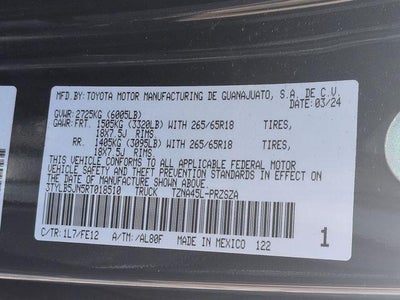 MFD.BY:TOYOTA MOTOR MANUFACTURING DE GUANAJUATO, S.A. DE C.V.
03/24
GVWR: 2725KG (6005LB)
GAWR: FRT. 1505KG (3320LB) WITH 265/65R18 TIRES,
18X7.5J RIMS,
RR. 1405KG (3095LB) WITH 265/65R18 TIRES,
18X7.5J RIMS.
THIS VEHICLE CONFORMS TO ALL APPLICABLE FEDERAL MOTOR
VEHICLE SAFETY AND THEFT PREVENTION STANDARDS IN EFFECT ON
THE DATE OF MANUFACTURE SHOWN ABOVE.
3TYLB5JN5RT018510 TRUCK TZNA45L-PRZSZA
C/TR: 1L7/FE12 A/TM: /AL80F MADE IN MEXICO 122
1